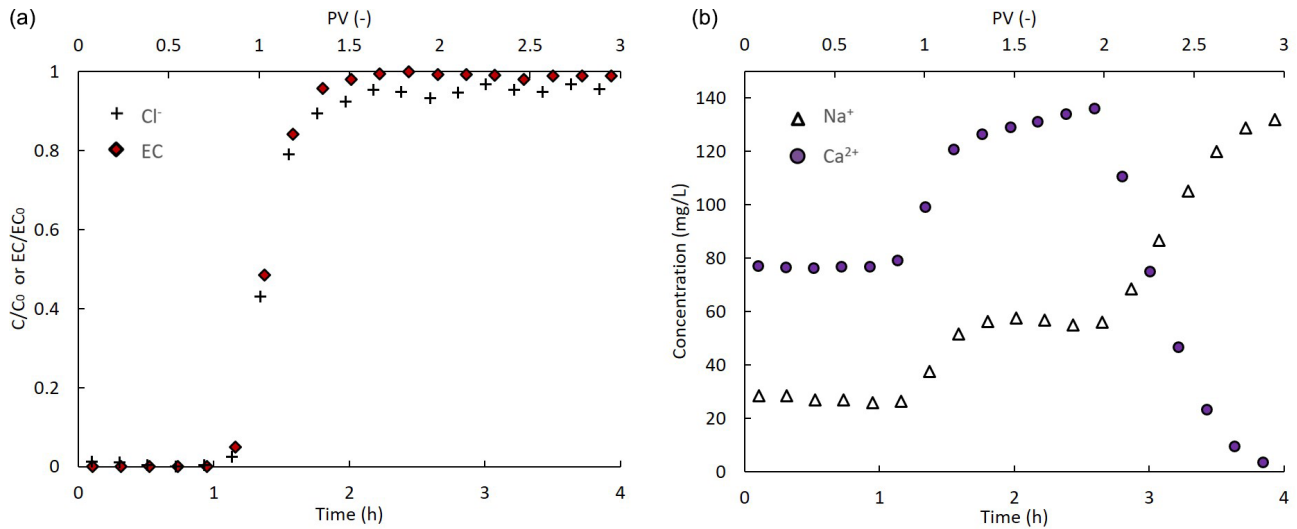 (a)
PV (-)
0 0.5 1 1.5 2 2.5 3
1
0.8
0.6
0.4
0.2
0
C/C₀ or EC/EC₀
Cl⁻
EC
0 1 2 3 4
Time (h)
(b)
PV (-)
0 0.5 1 1.5 2 2.5 3
140
120
100
80
60
40
20
0
Concentration (mg/L)
Na⁺
Ca²⁺
0 1 2 3 4
Time (h)